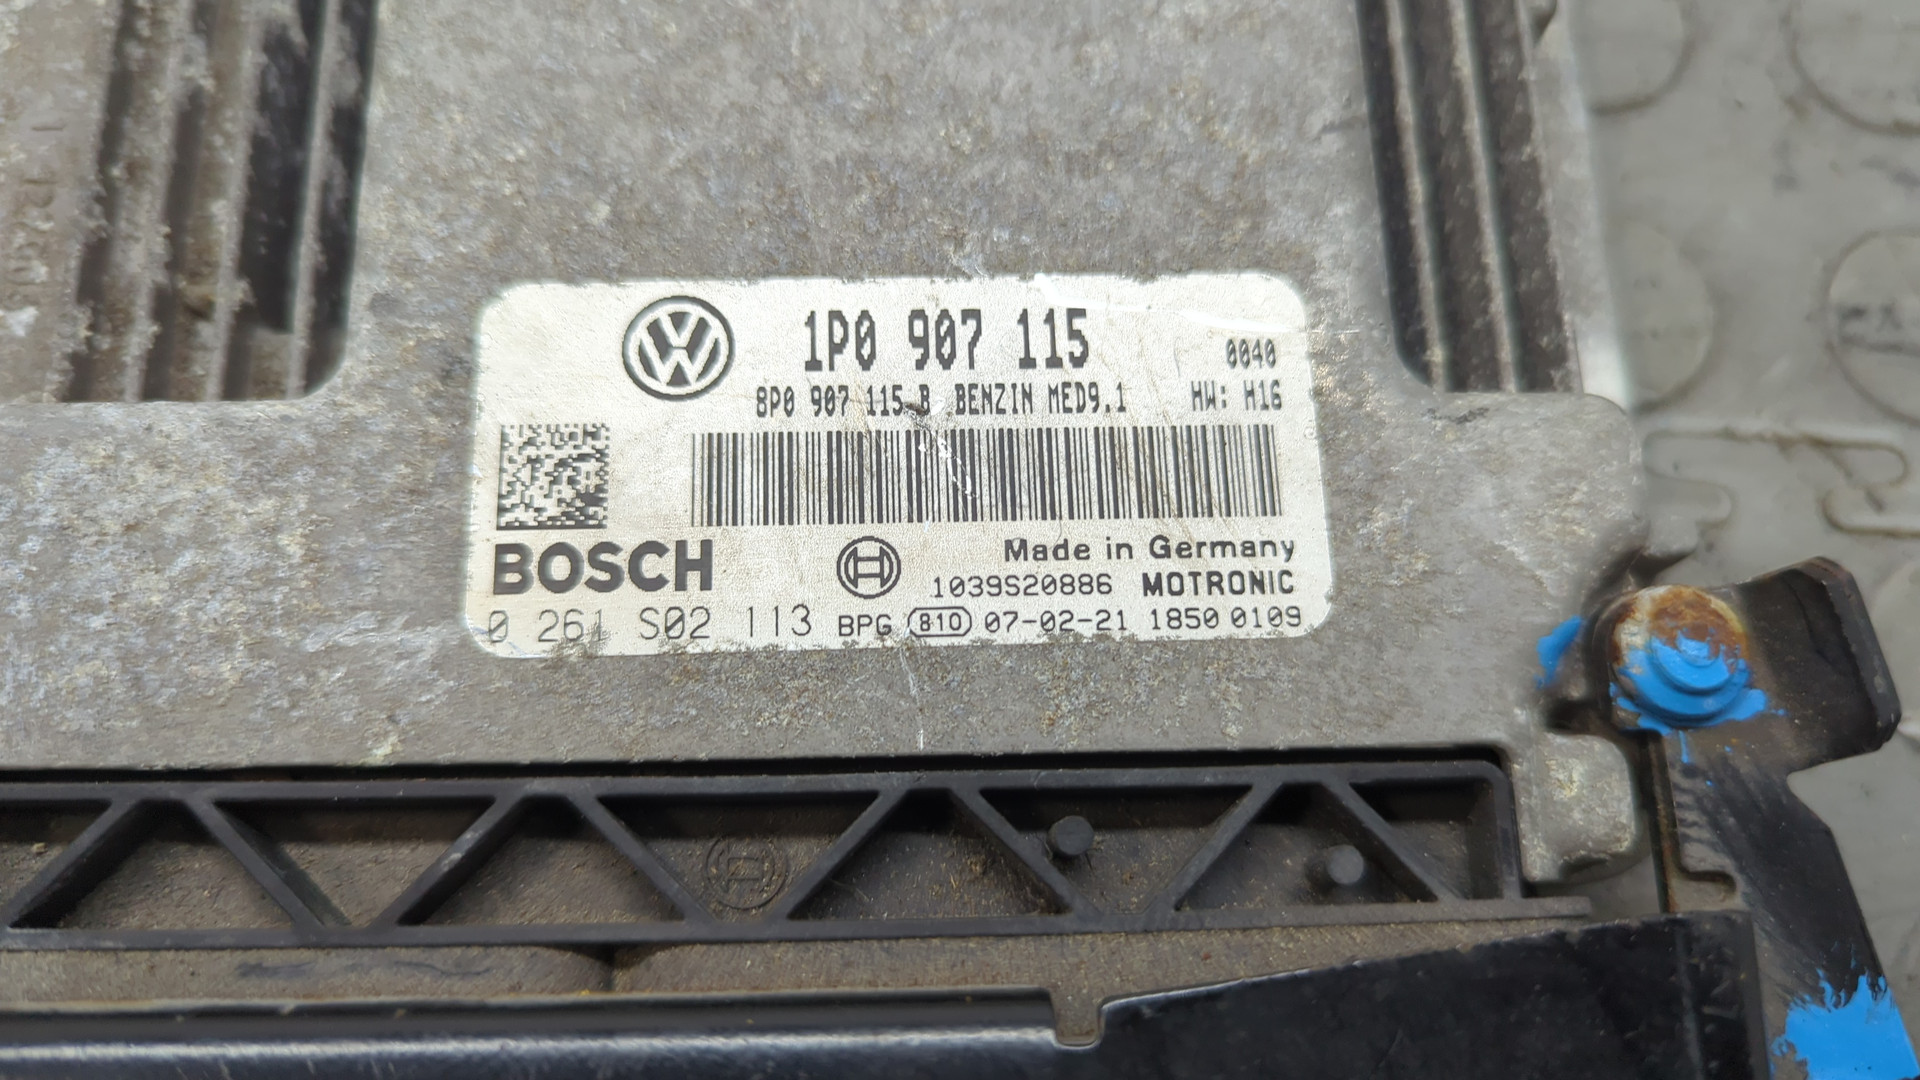 1P0 907 115 0040
8P0 907 115 B BENZIN MED9.1 HW: H16
BOSCH
Made in Germany
1039S20886 MOTRONIC
0 261 S02 113 BPG 810 07-02-21 1850 0109